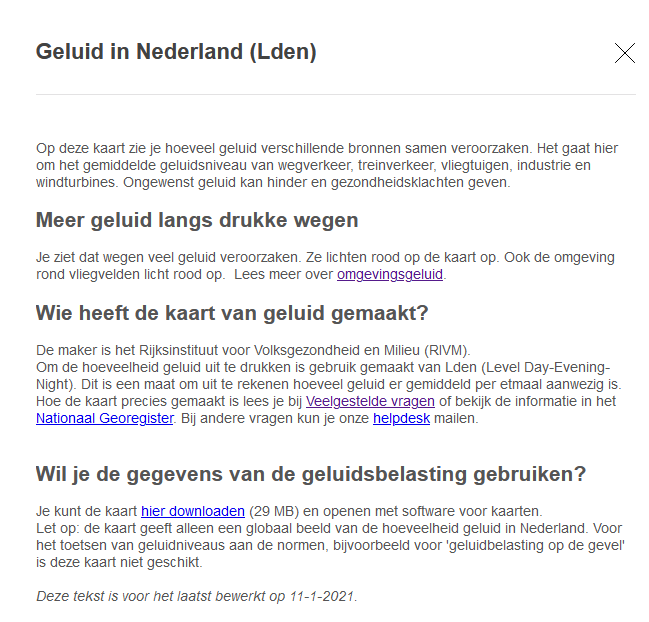 Geluid in Nederland (Lden)
Op deze kaart zie je hoeveel geluid verschillende bronnen samen veroorzaken. Het gaat hier
om het gemiddelde geluidsniveau van wegverkeer, treinverkeer, vliegtuigen, industrie en
windturbines. Ongewenst geluid kan hinder en gezondheidsklachten geven.
Meer geluid langs drukke wegen
Je ziet dat wegen veel geluid veroorzaken. Ze lichten rood op de kaart op. Ook de omgeving
rond vliegvelden licht rood op.  Lees meer over omgevingsgeluid.
Wie heeft de kaart van geluid gemaakt?
De maker is het Rijksinstituut voor Volksgezondheid en Milieu (RIVM).
Om de hoeveelheid geluid uit te drukken is gebruik gemaakt van Lden (Level Day-Evening-
Night). Dit is een maat om uit te rekenen hoeveel geluid er gemiddeld per etmaal aanwezig is.
Hoe de kaart precies gemaakt is lees je bij Veelgestelde vragen of bekijk de informatie in het
Nationaal Georegister. Bij andere vragen kun je onze helpdesk mailen.
Wil je de gegevens van de geluidsbelasting gebruiken?
Je kunt de kaart hier downloaden (29 MB) en openen met software voor kaarten.
Let op: de kaart geeft alleen een globaal beeld van de hoeveelheid geluid in Nederland. Voor
het toetsen van geluidniveaus aan de normen, bijvoorbeeld voor 'geluidbelasting op de gevel'
is deze kaart niet geschikt.
Deze tekst is voor het laatst bewerkt op 11-1-2021.